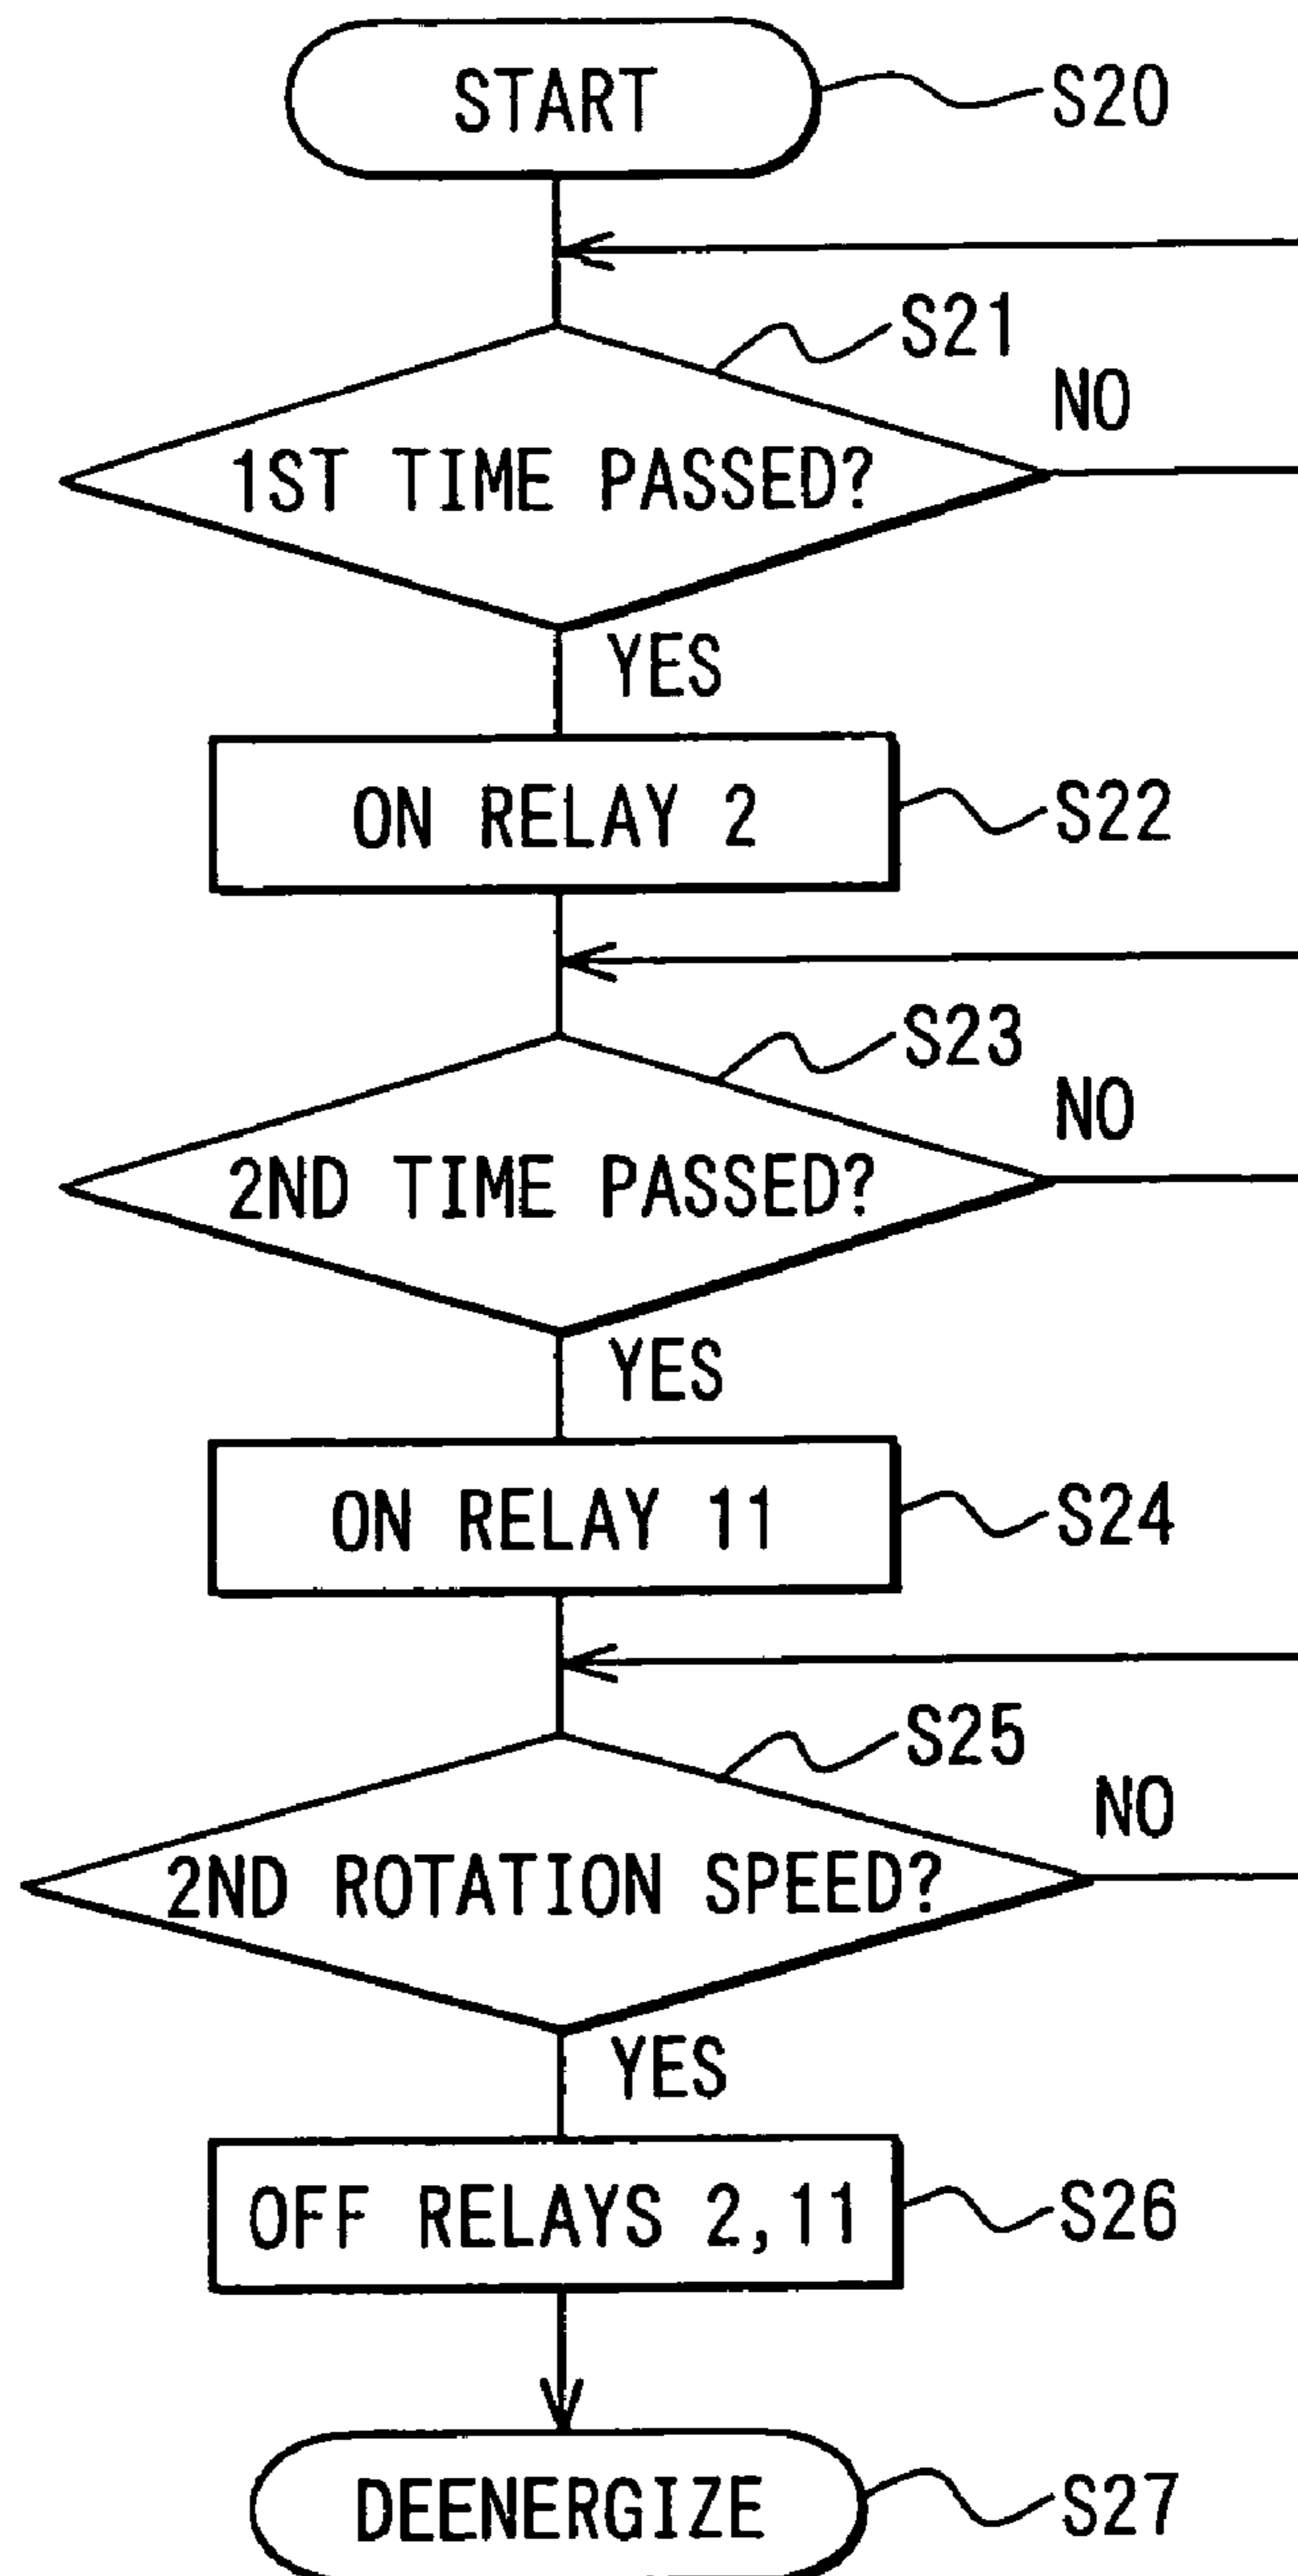 START
S20
S21
NO
1ST TIME PASSED?
YES
ON RELAY 2
S22
S23
NO
2ND TIME PASSED?
YES
ON RELAY 11
S24
S25
NO
2ND ROTATION SPEED?
YES
OFF RELAYS 2,11
S26
DEENERGIZE
S27